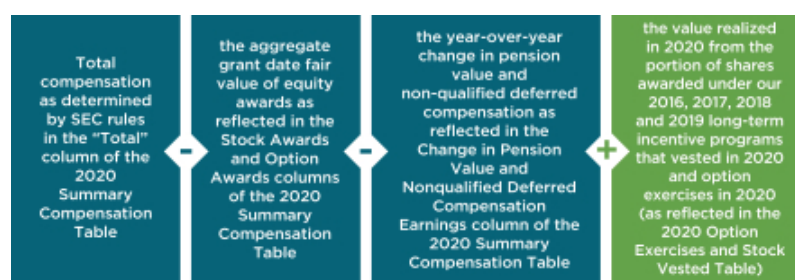 Total
compensation
as determined
by SEC rules
in the “Total”
column of the
2020
Summary
Compensation
Table
-
the aggregate
grant date fair
value of equity
awards as
reflected in the
Stock Awards
and Option
Awards columns
of the 2020
Summary
Compensation
Table
-
the year-over-year
change in pension
value and
non-qualified deferred
compensation as
reflected in the
Change in Pension
Value and
Nonqualified Deferred
Compensation
Earnings column of the
2020 Summary
Compensation Table
+
the value realized
in 2020 from the
portion of shares
awarded under our
2016, 2017, 2018
and 2019 long-term
incentive programs
that vested in 2020
and option
exercises in 2020
(as reflected in the
2020 Option
Exercises and Stock
Vested Table)